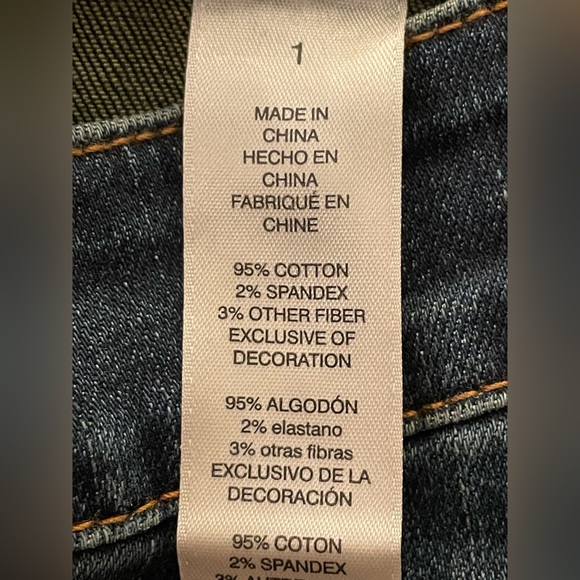 1
MADE IN
CHINA
HECHO EN
CHINA
FABRIQUÉ EN
CHINE
95% COTTON
2% SPANDEX
3% OTHER FIBER
EXCLUSIVE OF
DECORATION
95% ALGODÓN
2% elastano
3% otras fibras
EXCLUSIVO DE LA
DECORACIÓN
95% COTON
2% SPANDEX